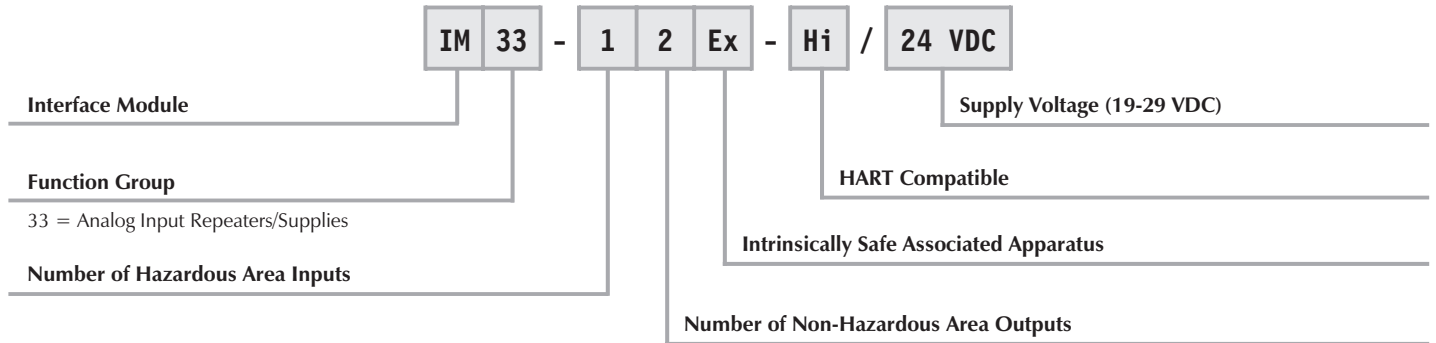 IM 33 - 1 2 Ex - Hi / 24 VDC
Interface Module
Supply Voltage (19-29 VDC)
Function Group
HART Compatible
33 = Analog Input Repeaters/Supplies
Intrinsically Safe Associated Apparatus
Number of Hazardous Area Inputs
Number of Non-Hazardous Area Outputs